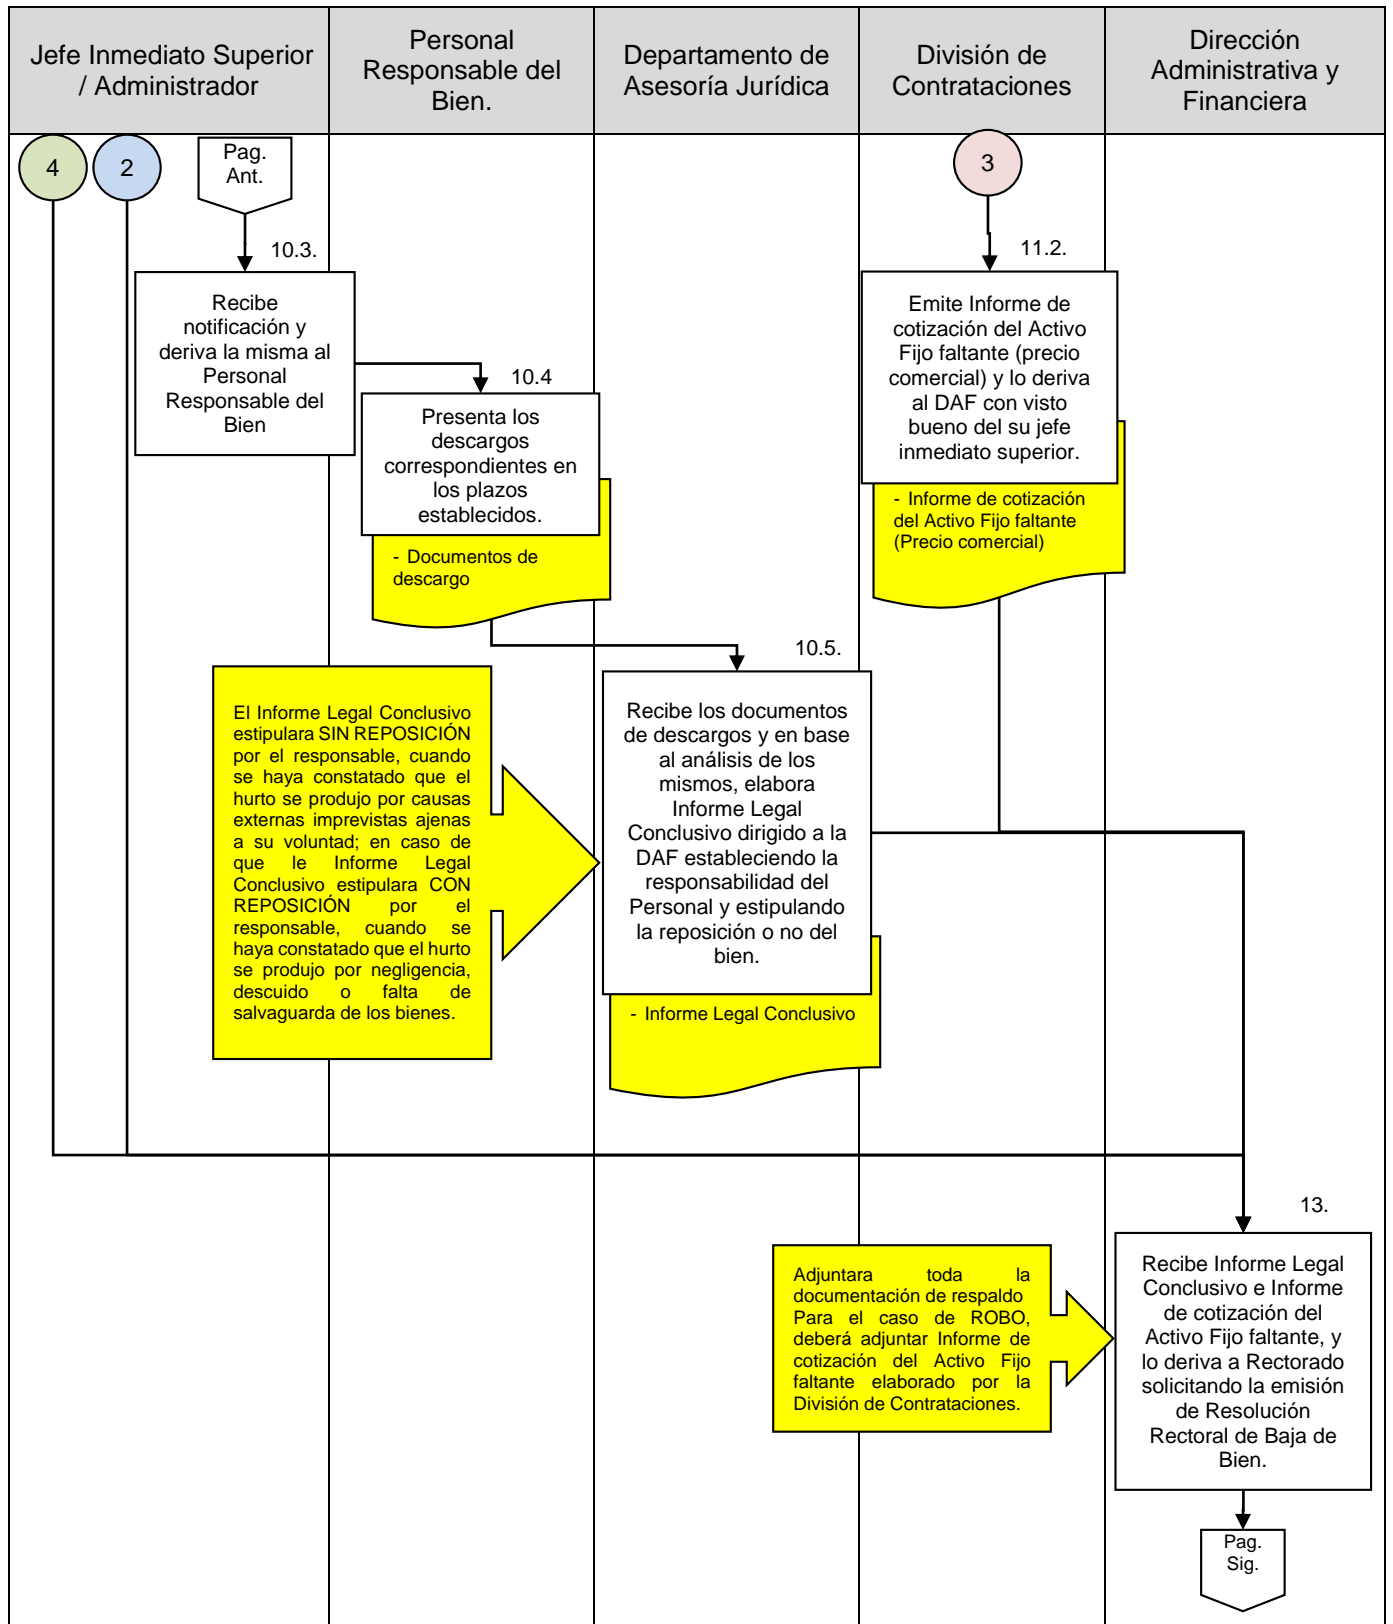 Jefe Inmediato Superior
/ Administrador
Personal
Responsable del
Bien.
Departamento de
Asesoría Jurídica
División de
Contrataciones
Dirección
Administrativa y
Financiera
4
2
Pag.
Ant.
3
10.3.
Recibe
notificación y
deriva la misma al
Personal
Responsable del
Bien
10.4
Presenta los
descargos
correspondientes en
los plazos
establecidos.
- Documentos de
descargo
11.2.
Emite Informe de
cotización del Activo
Fijo faltante (precio
comercial) y lo deriva
al DAF con visto
bueno del su jefe
inmediato superior.
- Informe de cotización
del Activo Fijo faltante
(Precio comercial)
10.5.
Recibe los documentos
de descargos y en base
al análisis de los
mismos, elabora
Informe Legal
Conclusivo dirigido a la
DAF estableciendo la
responsabilidad del
Personal y estipulando
la reposición o no del
bien.
- Informe Legal Conclusivo
El Informe Legal Conclusivo
estipulara SIN REPOSICIÓN
por el responsable, cuando
se haya constatado que el
hurto se produjo por causas
externas imprevistas ajenas
a su voluntad; en caso de
que le Informe Legal
Conclusivo estipulara CON
REPOSICIÓN por el
responsable, cuando se
haya constatado que el hurto
se produjo por negligencia,
descuido o falta de
salvaguarda de los bienes.
13.
Recibe Informe Legal
Conclusivo e Informe
de cotización del
Activo Fijo faltante, y
lo deriva a Rectorado
solicitando la emisión
de Resolución
Rectoral de Baja de
Bien.
Adjuntara toda la
documentación de respaldo
Para el caso de ROBO,
deberá adjuntar Informe de
cotización del Activo Fijo
faltante elaborado por la
División de Contrataciones.
Pag.
Sig.